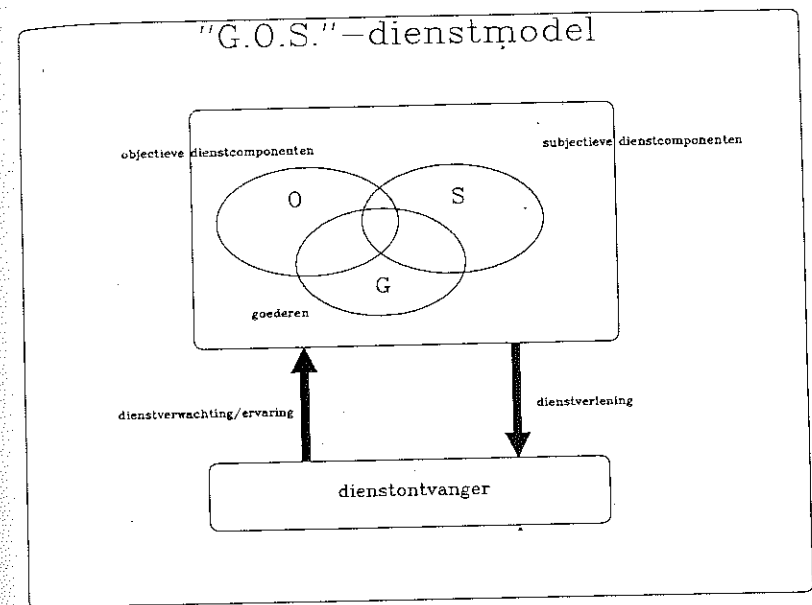 "G.O.S."-dienstmodel
objectieve dienstcomponenten
subjectieve dienstcomponenten
O
S
G
goederen
dienstverwachting/ervaring
dienstverlening
dienstontvanger